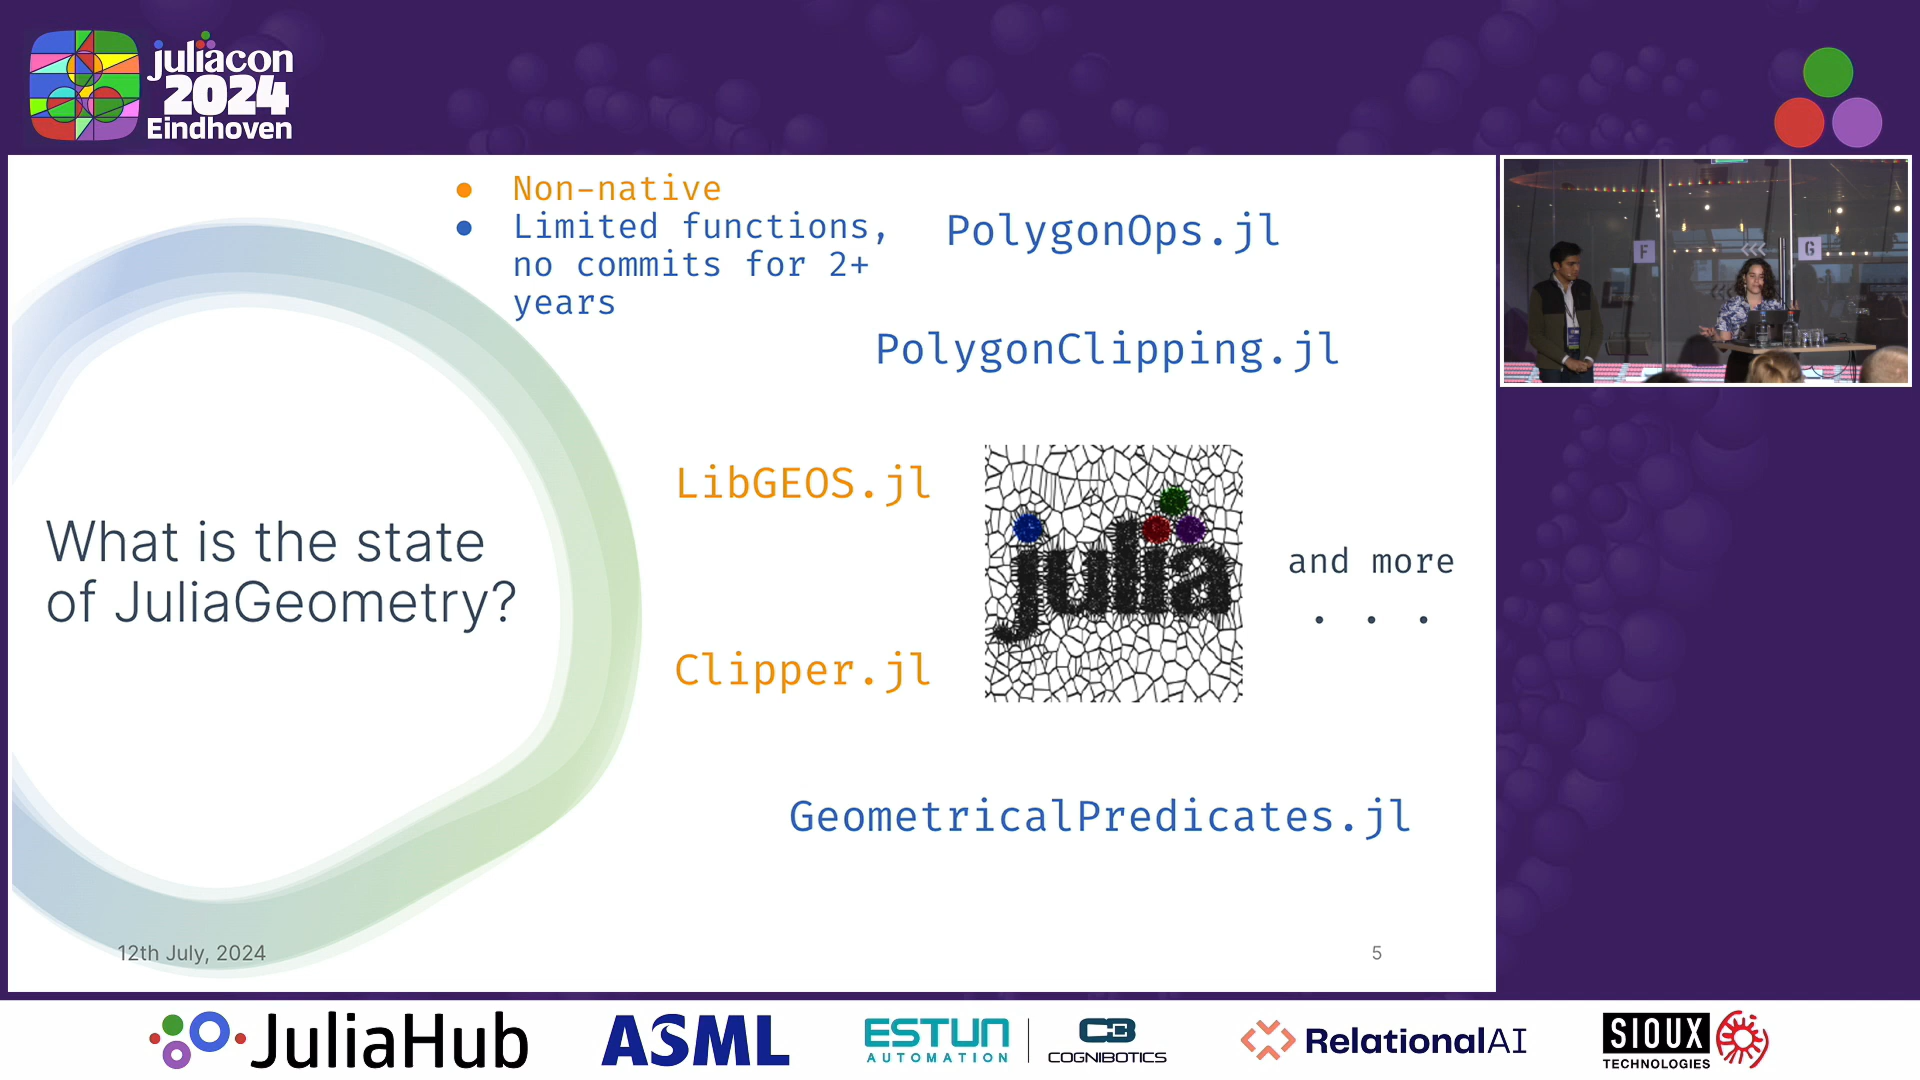 juliacon
2024
Eindhoven
● Non-native
● Limited functions,
no commits for 2+
years
PolygonOps.jl
PolygonClipping.jl
LibGEOS.jl
julia
and more
. . .
What is the state
of JuliaGeometry?
Clipper.jl
GeometricalPredicates.jl
12th July, 2024
5
F
G
JuliaHub
ASML
ESTUN
AUTOMATION
COGNIBOTICS
RelationalAI
SIOUX
TECHNOLOGIES